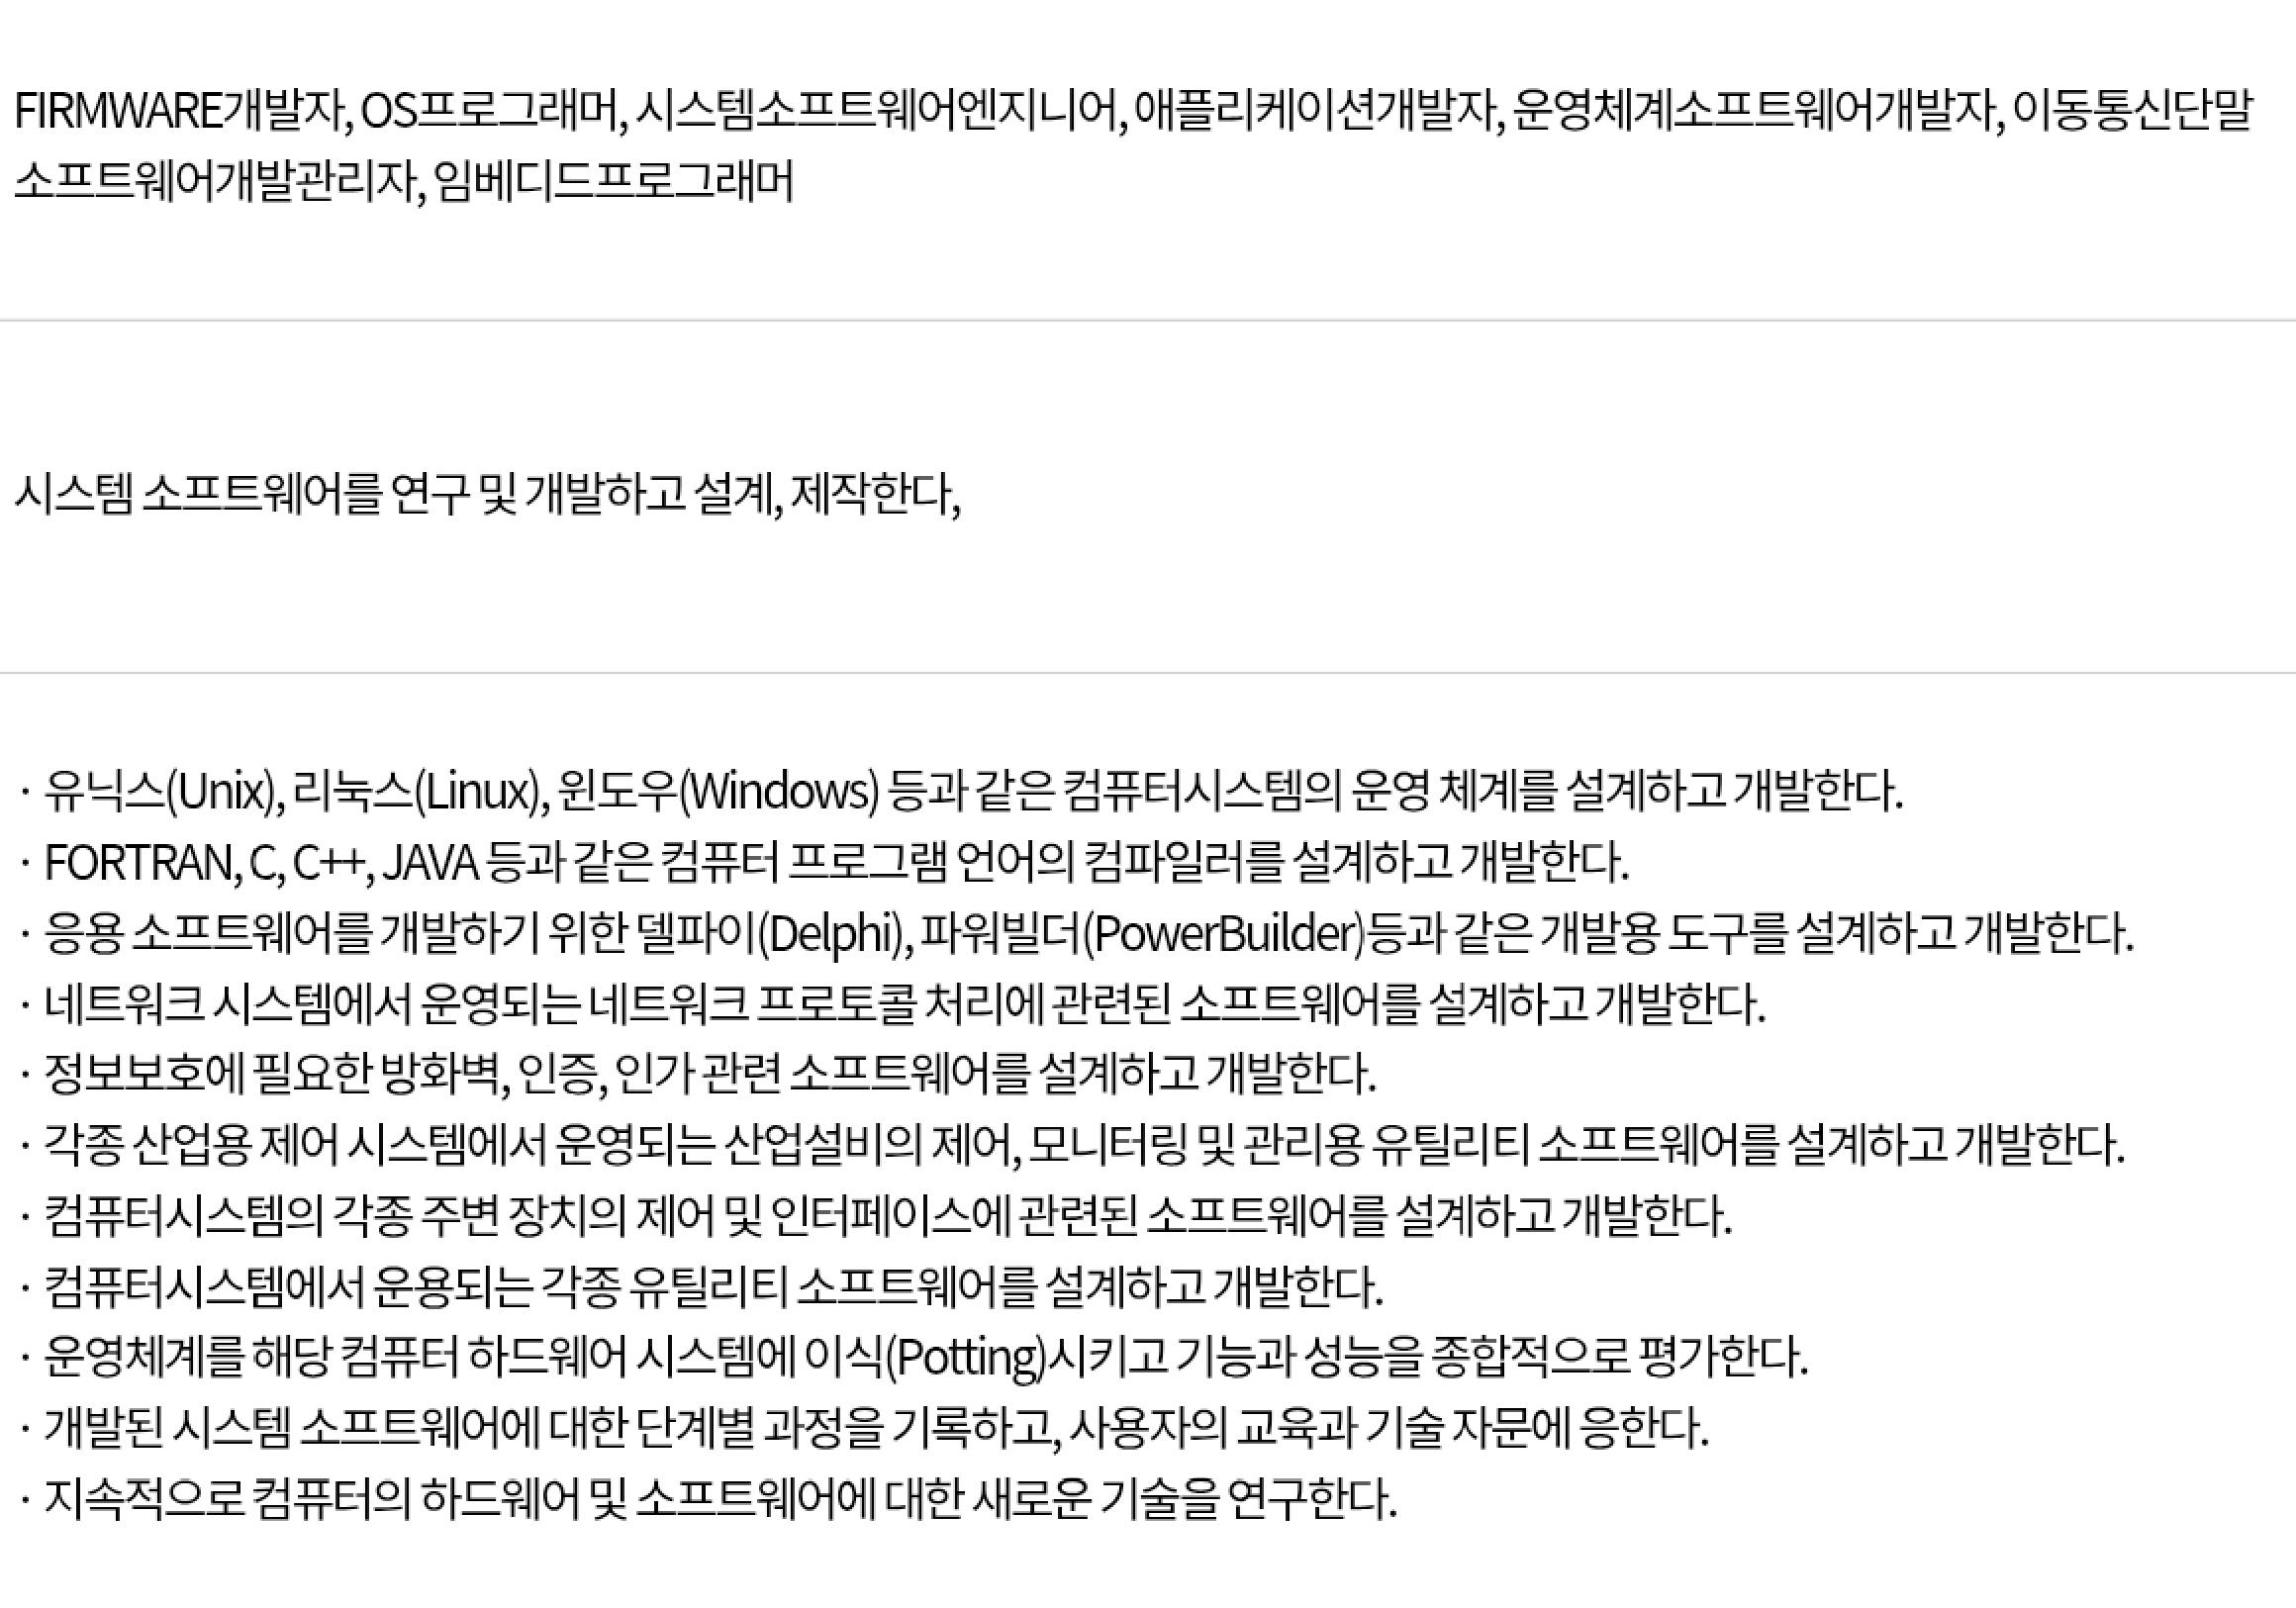 FIRMWARE개발자, OS프로그래머, 시스템소프트웨어엔지니어, 애플리케이션개발자, 운영체계소프트웨어개발자, 이동통신단말
소프트웨어개발관리자, 임베디드프로그래머
시스템 소프트웨어를 연구 및 개발하고 설계, 제작한다,
· 유닉스(Unix), 리눅스(Linux), 윈도우(Windows) 등과 같은 컴퓨터시스템의 운영 체계를 설계하고 개발한다.
· FORTRAN, C, C++, JAVA 등과 같은 컴퓨터 프로그램 언어의 컴파일러를 설계하고 개발한다.
· 응용 소프트웨어를 개발하기 위한 델파이(Delphi), 파워빌더(PowerBuilder)등과 같은 개발용 도구를 설계하고 개발한다.
· 네트워크 시스템에서 운영되는 네트워크 프로토콜 처리에 관련된 소프트웨어를 설계하고 개발한다.
· 정보보호에 필요한 방화벽, 인증, 인가 관련 소프트웨어를 설계하고 개발한다.
· 각종 산업용 제어 시스템에서 운영되는 산업설비의 제어, 모니터링 및 관리용 유틸리티 소프트웨어를 설계하고 개발한다.
· 컴퓨터시스템의 각종 주변 장치의 제어 및 인터페이스에 관련된 소프트웨어를 설계하고 개발한다.
· 컴퓨터시스템에서 운용되는 각종 유틸리티 소프트웨어를 설계하고 개발한다.
· 운영체계를 해당 컴퓨터 하드웨어 시스템에 이식(Potting)시키고 기능과 성능을 종합적으로 평가한다.
· 개발된 시스템 소프트웨어에 대한 단계별 과정을 기록하고, 사용자의 교육과 기술 자문에 응한다.
· 지속적으로 컴퓨터의 하드웨어 및 소프트웨어에 대한 새로운 기술을 연구한다.